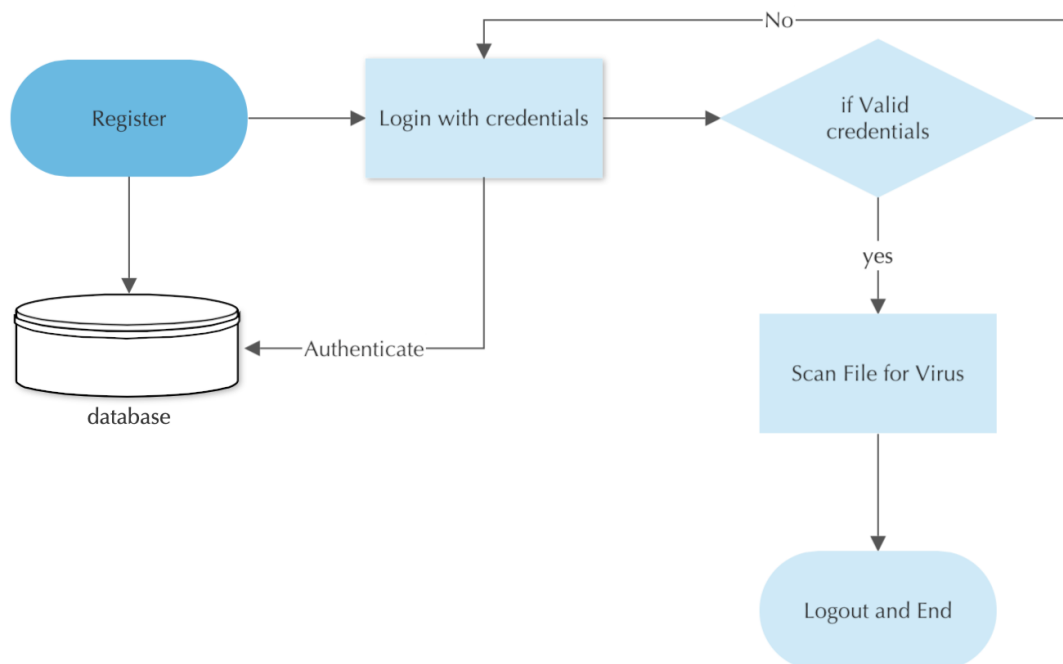 No
Register
Login with credentials
if Valid
credentials
yes
Authenticate
database
Scan File for Virus
Logout and End